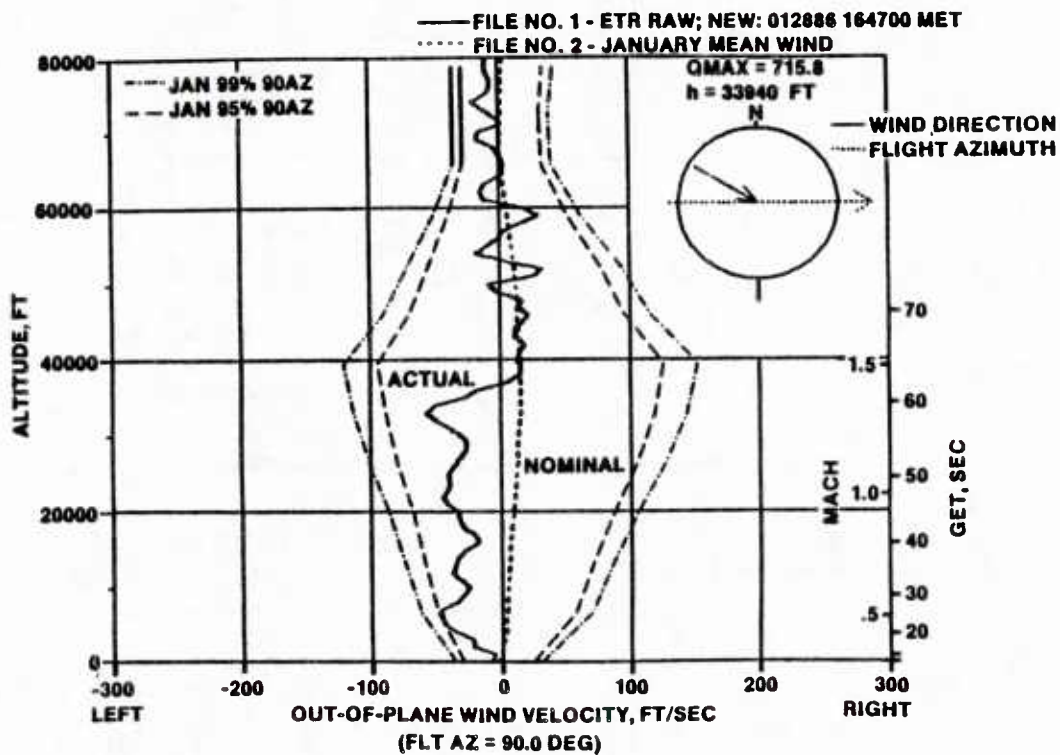 FILE NO. 1 - ETR RAW; NEW: 012886 164700 MET
FILE NO. 2 - JANUARY MEAN WIND
80000
JAN 99% 90AZ
JAN 95% 90AZ
QMAX = 715.8
h = 33940 FT
N
WIND DIRECTION
FLIGHT AZIMUTH
60000
70
40000
ACTUAL
1.5
60
NOMINAL
50
1.0
20000
40
30
.5
20
0
ALTITUDE, FT
MACH
GET, SEC
-300
-200
-100
0
100
200
300
LEFT
OUT-OF-PLANE WIND VELOCITY, FT/SEC
RIGHT
(FLT AZ = 90.0 DEG)